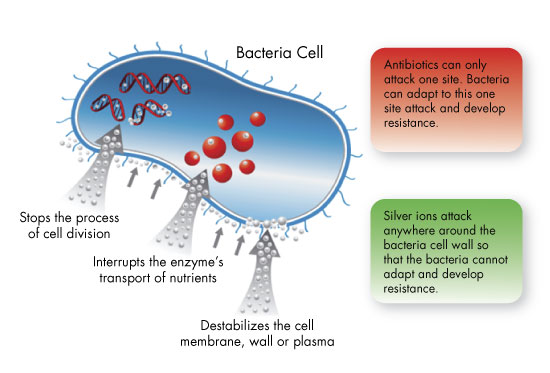 Bacteria Cell
Antibiotics can only
attack one site. Bacteria
can adapt to this one
site attack and develop
resistance.
Stops the process
of cell division
Interrupts the enzyme's
transport of nutrients
Destabilizes the cell
membrane, wall or plasma
Silver ions attack
anywhere around the
bacteria cell wall so
that the bacteria cannot
adapt and develop
resistance.